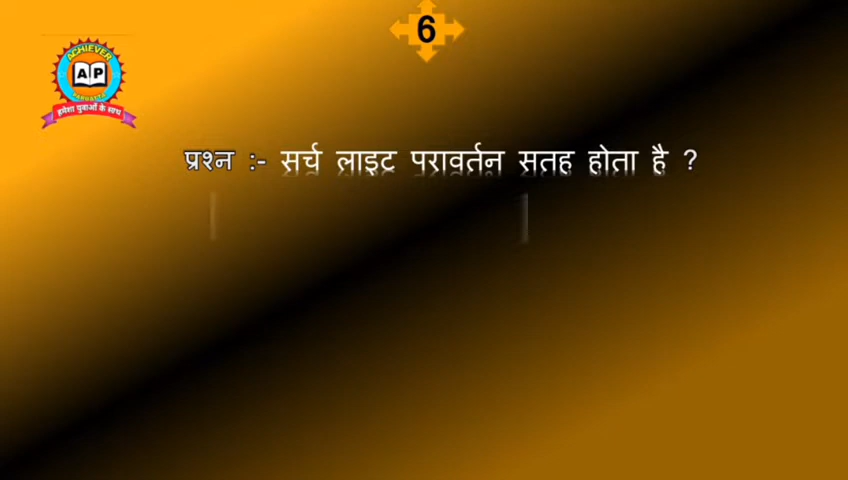 6
ACHIEVER
AP
हमेशा युवाओं के साथ
प्रश्न :- सर्च लाइट परावर्तन सतह होता है ?